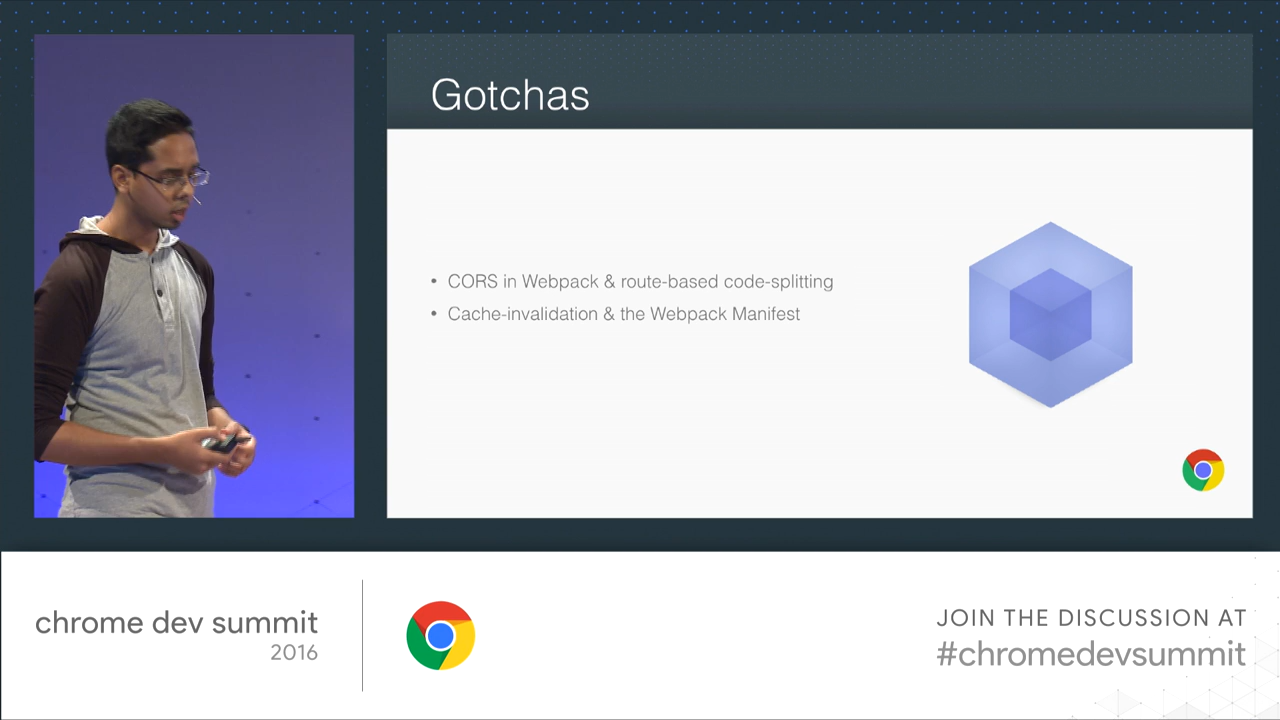 Gotchas
• CORS in Webpack & route-based code-splitting
• Cache-invalidation & the Webpack Manifest
chrome dev summit
2016
JOIN THE DISCUSSION AT
#chromedevsummit